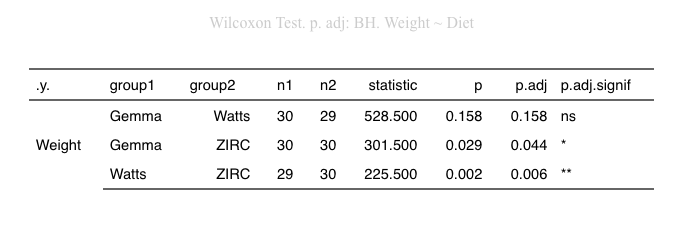 Wilcoxon Test. p. adj: BH. Weight ~ Diet
.y. group1 group2 n1 n2 statistic p p.adj p.adj.signif
Gemma Watts 30 29 528.500 0.158 0.158 ns
Weight Gemma ZIRC 30 30 301.500 0.029 0.044 *
Watts ZIRC 29 30 225.500 0.002 0.006 **